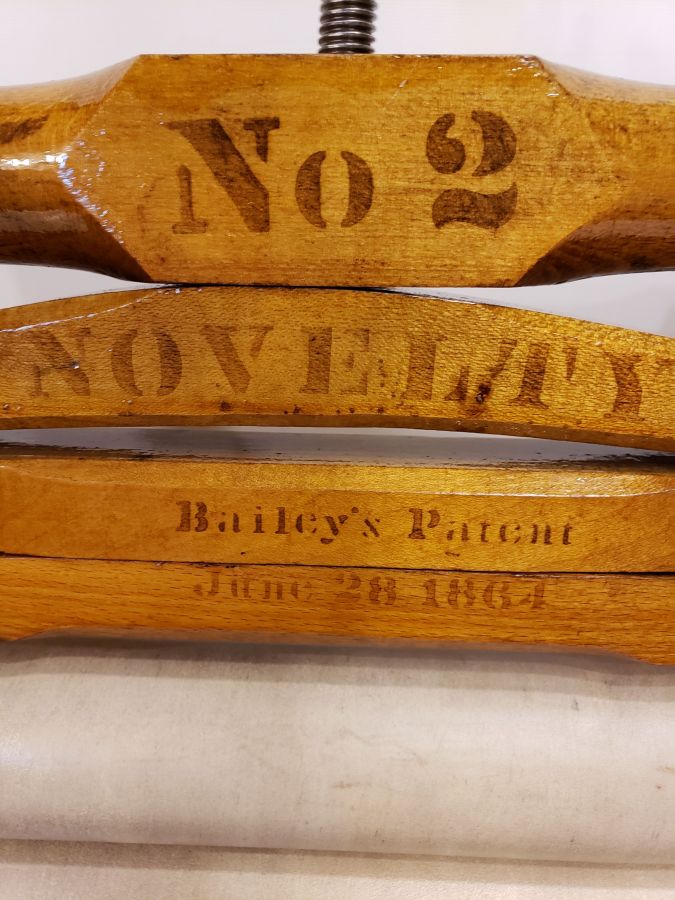 No 2
NOVELTY
Bailey's Patent
June 28 1864